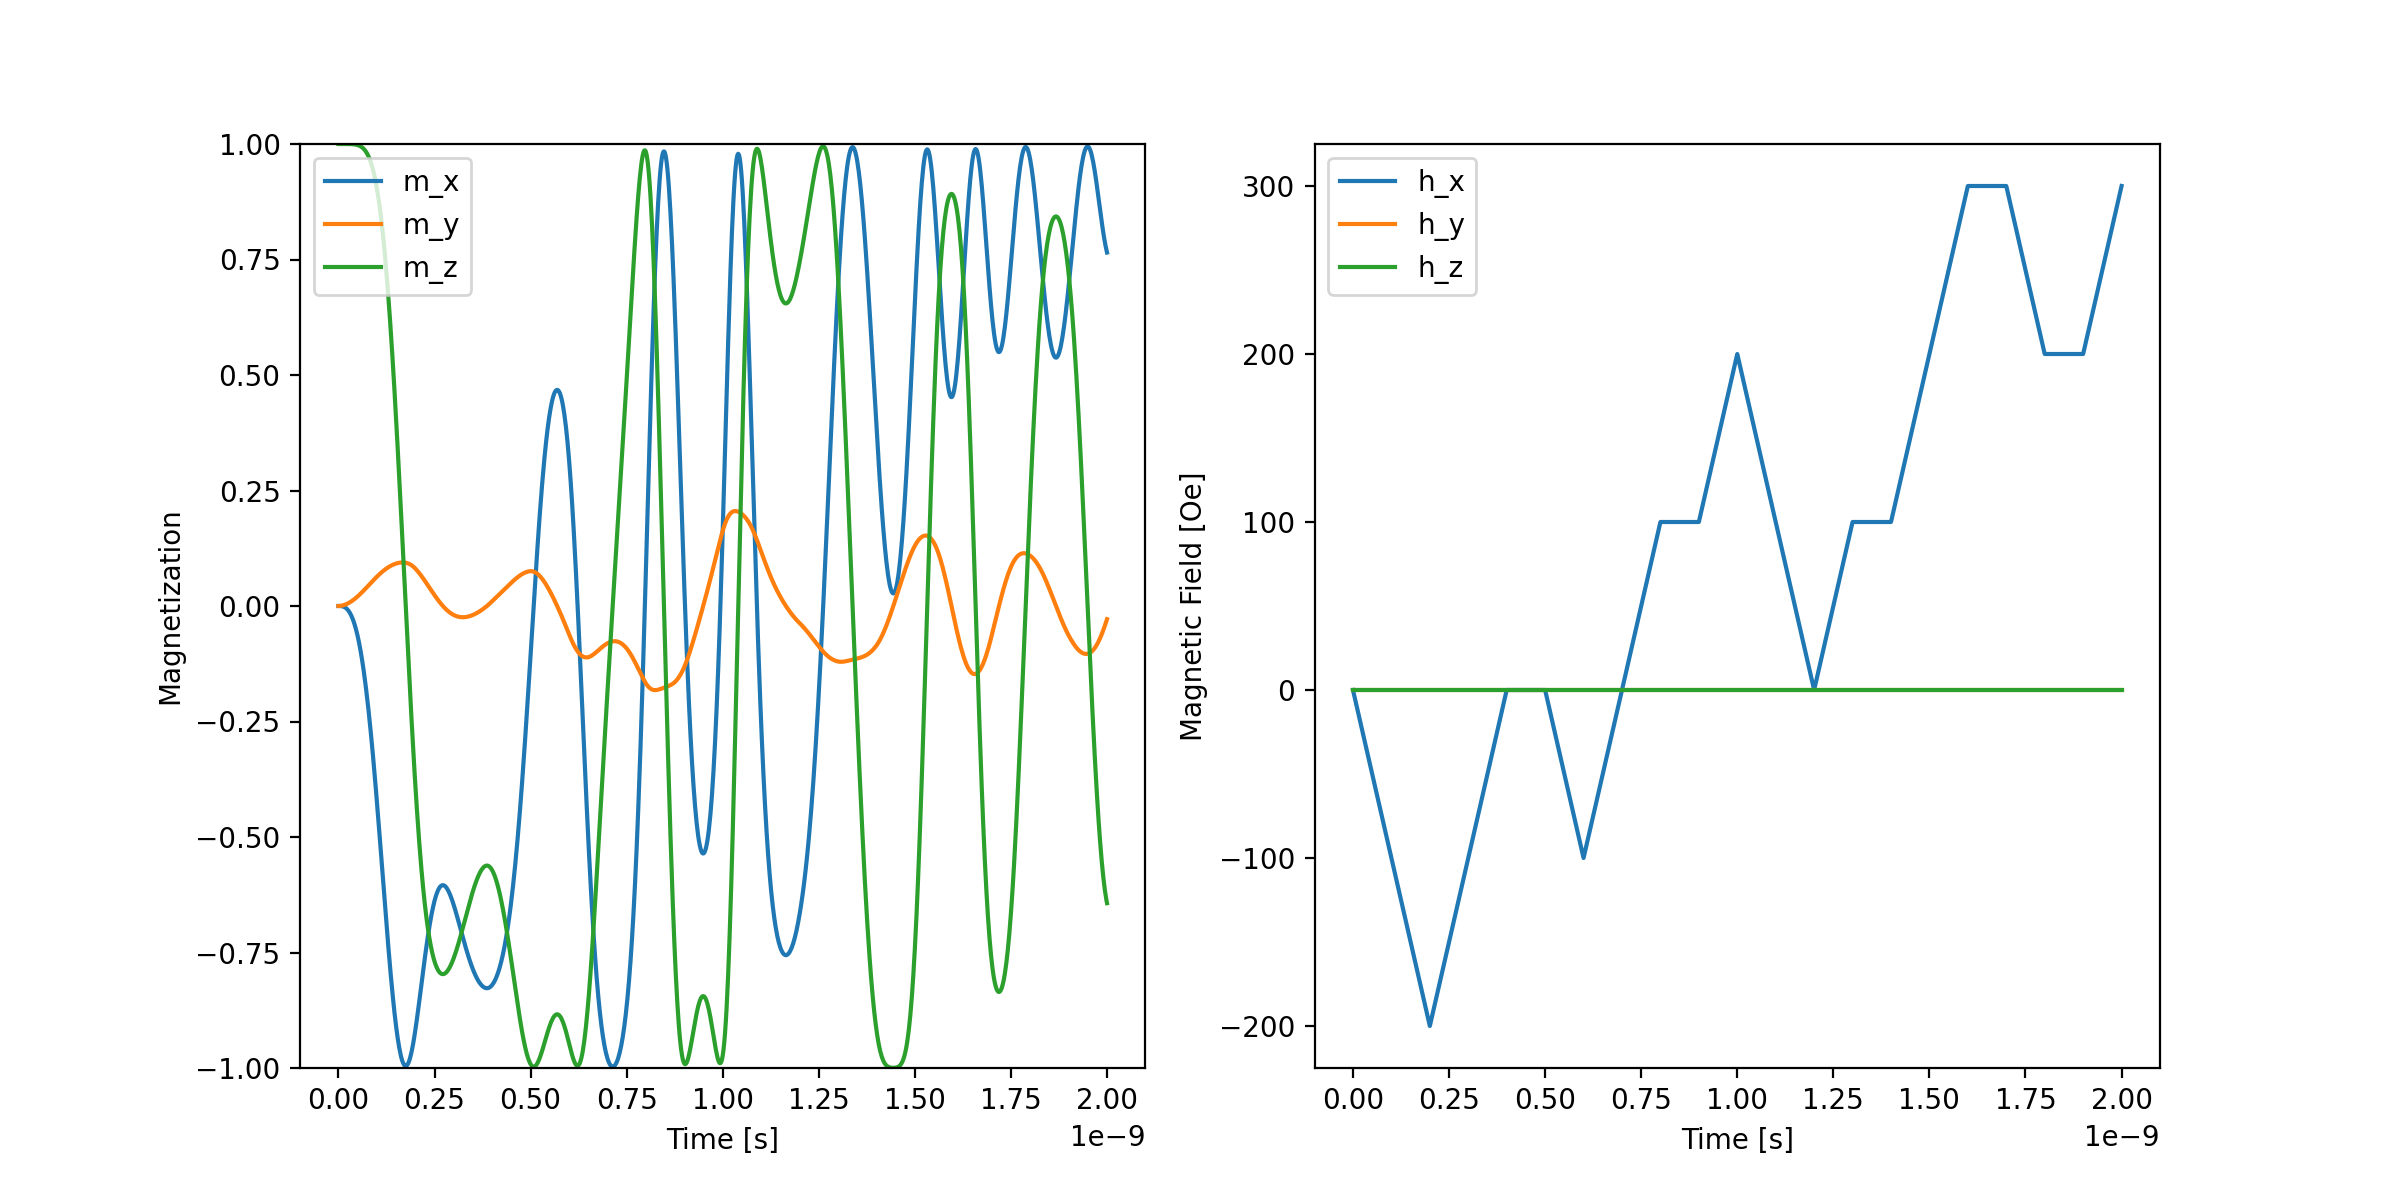 1.00
0.75
0.50
0.25
0.00
−0.25
−0.50
−0.75
−1.00
Magnetization
m_x
m_y
m_z
0.00 0.25 0.50 0.75 1.00 1.25 1.50 1.75 2.00
Time [s]
1e−9
300
200
100
0
−100
−200
Magnetic Field [Oe]
h_x
h_y
h_z
0.00 0.25 0.50 0.75 1.00 1.25 1.50 1.75 2.00
Time [s]
1e−9